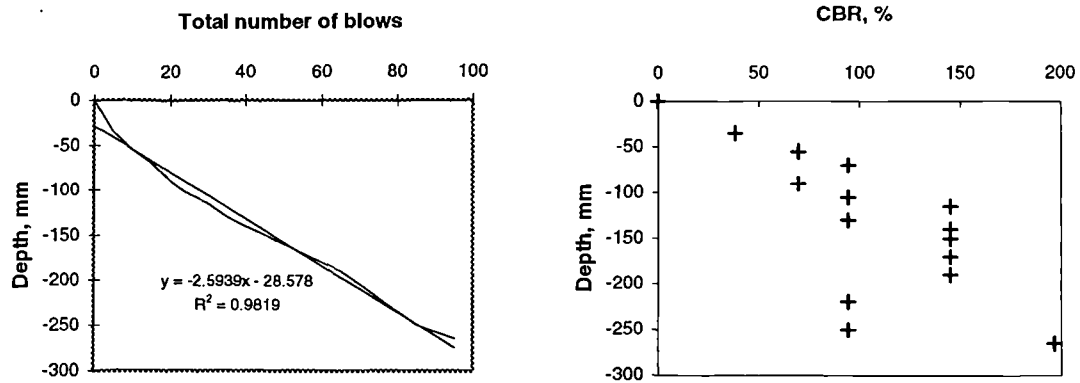 Total number of blows
0 20 40 60 80 100
0
-50
-100
-150
-200
-250
-300
Depth, mm
y = -2.5939x - 28.578
R² = 0.9819
CBR, %
0 50 100 150 200
0
-50
-100
-150
-200
-250
-300
Depth, mm